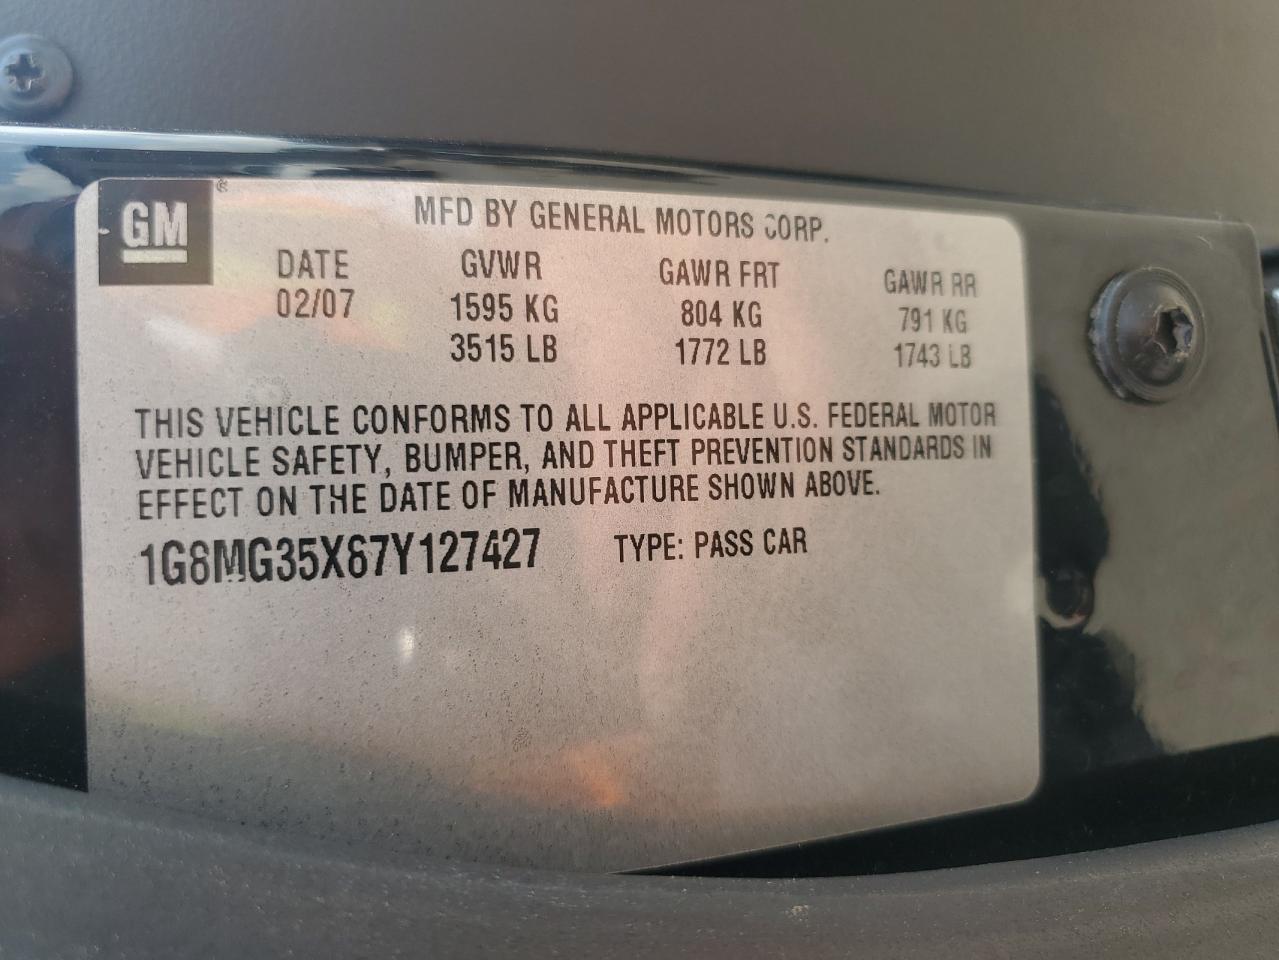 GM ®
MFD BY GENERAL MOTORS CORP.
DATE GVWR GAWR FRT GAWR RR
02/07 1595 KG 804 KG 791 KG
3515 LB 1772 LB 1743 LB
THIS VEHICLE CONFORMS TO ALL APPLICABLE U.S. FEDERAL MOTOR
VEHICLE SAFETY, BUMPER, AND THEFT PREVENTION STANDARDS IN
EFFECT ON THE DATE OF MANUFACTURE SHOWN ABOVE.
1G8MG35X67Y127427 TYPE: PASS CAR